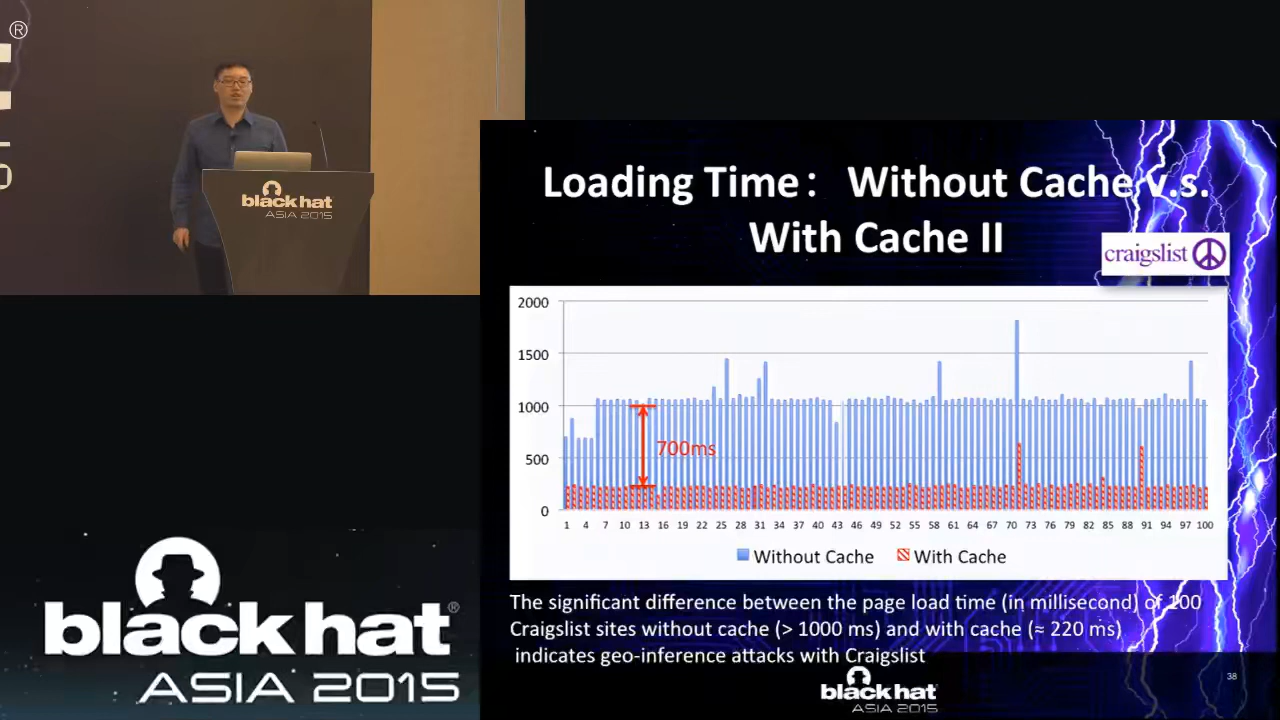 ®
black hat
ASIA 2015
Loading Time: Without Cache v.s.
With Cache II
craigslist
2000
1500
1000
500
0
700ms
1 4 7 10 13 16 19 22 25 28 31 34 37 40 43 46 49 52 55 58 61 64 67 70 73 76 79 82 85 88 91 94 97 100
Without Cache With Cache
The significant difference between the page load time (in millisecond) of 100
Craigslist sites without cache (> 1000 ms) and with cache (≈ 220 ms)
indicates geo-inference attacks with Craigslist
38
black hat
ASIA 2015
black hat®
ASIA 2015